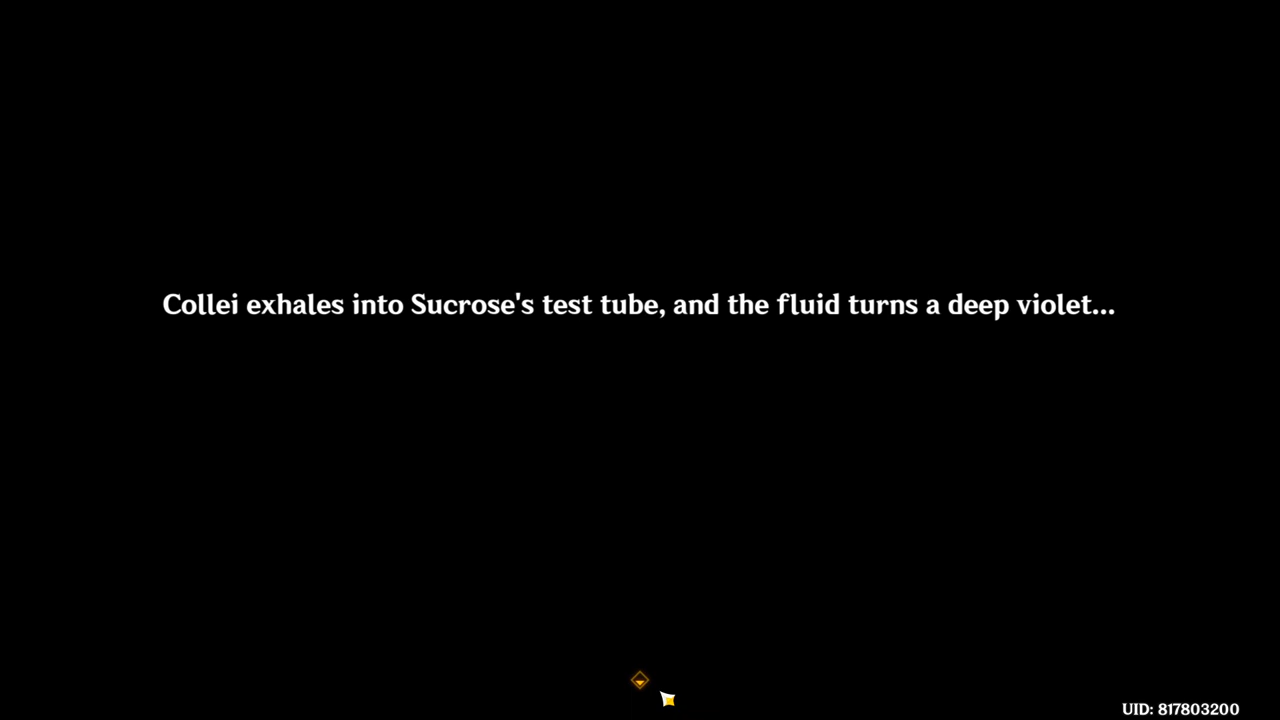 Collei exhales into Sucrose's test tube, and the fluid turns a deep violet...
UID: 817803200